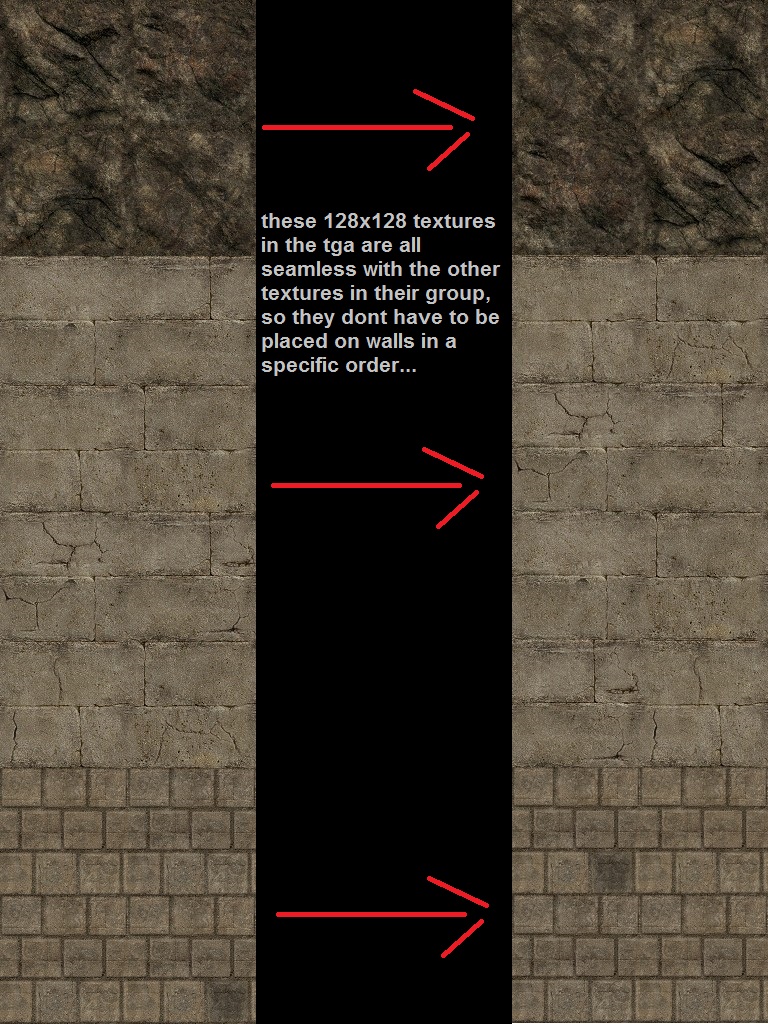 these 128x128 textures
in the tga are all
seamless with the other
textures in their group,
so they dont have to be
placed on walls in a
specific order...